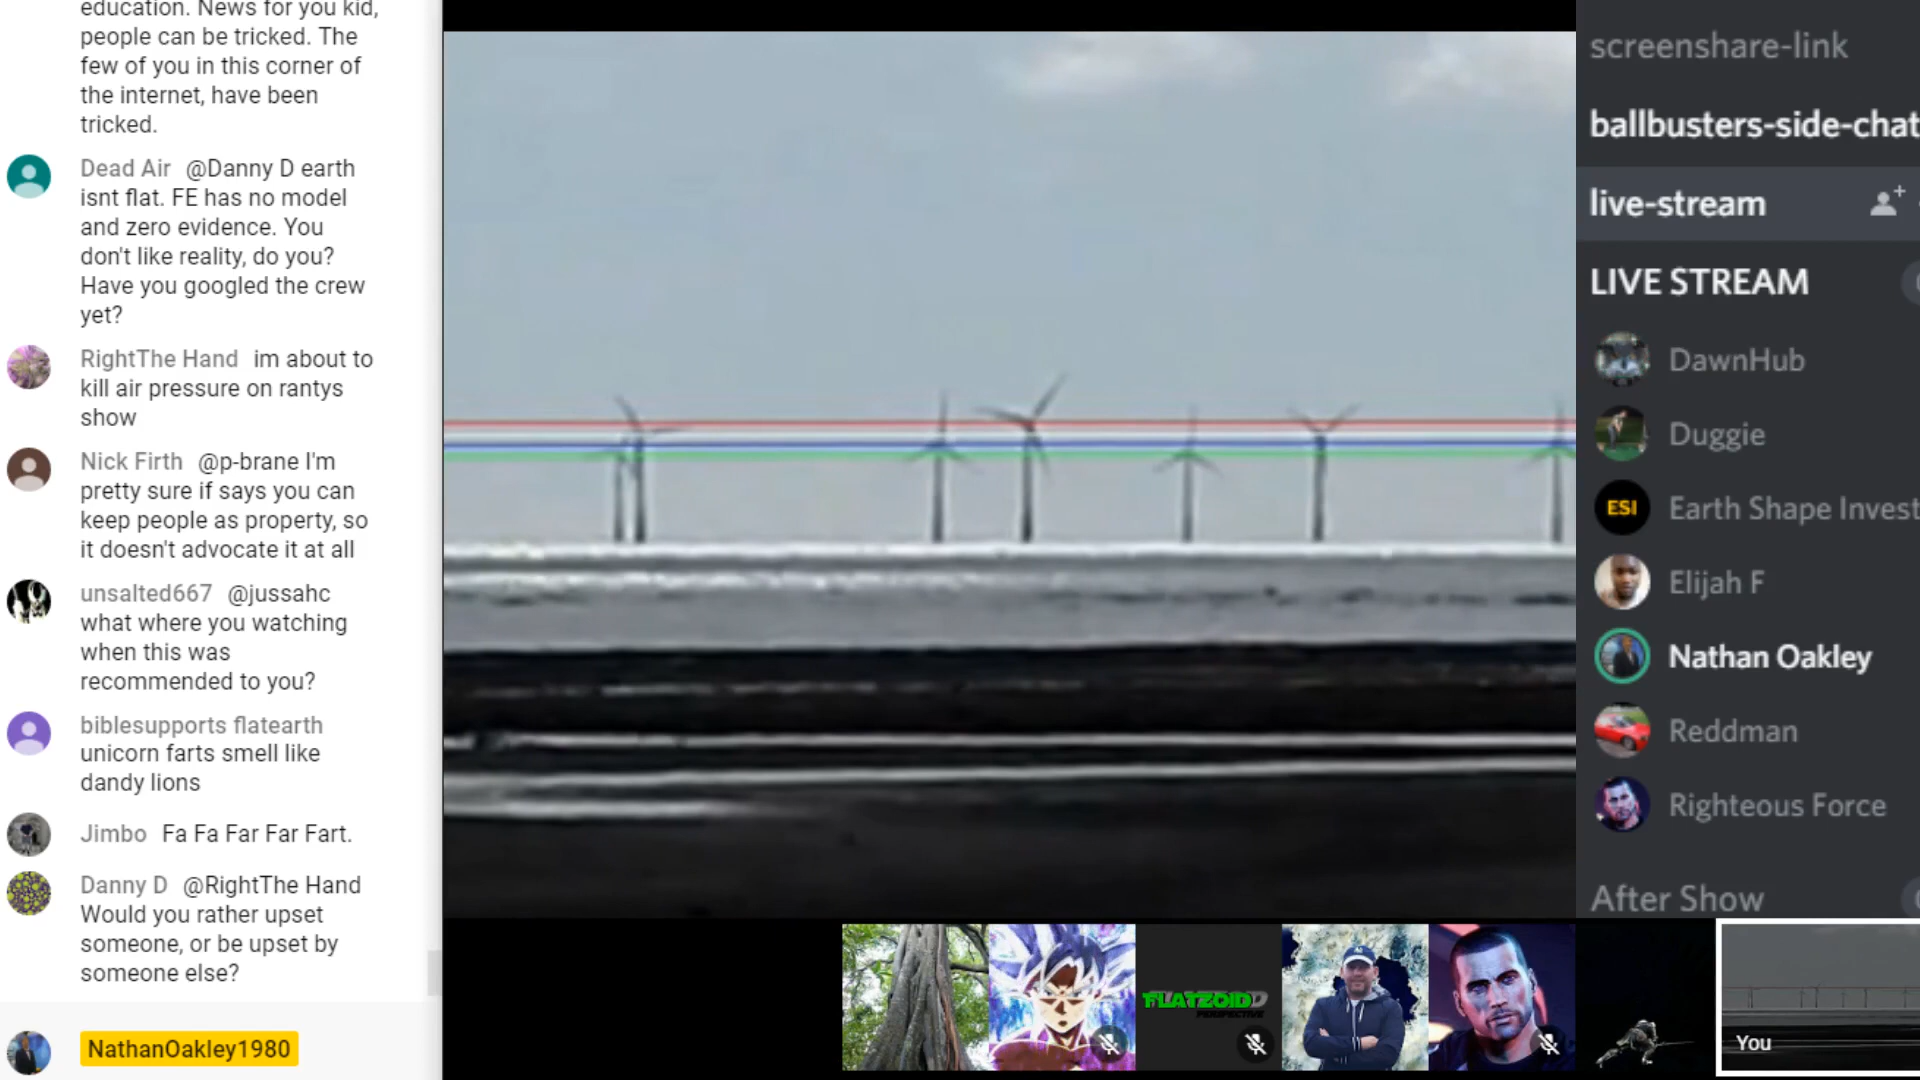 education. News for you kid,
people can be tricked. The
few of you in this corner of
the internet, have been
tricked.
Dead Air @Danny D earth
isnt flat. FE has no model
and zero evidence. You
don't like reality, do you?
Have you googled the crew
yet?
RightThe Hand im about to
kill air pressure on rantys
show
Nick Firth @p-brane I'm
pretty sure if says you can
keep people as property, so
it doesn't advocate it at all
unsalted667 @jussahc
what where you watching
when this was
recommended to you?
biblesupports flatearth
unicorn farts smell like
dandy lions
Jimbo Fa Fa Far Far Fart.
Danny D @RightThe Hand
Would you rather upset
someone, or be upset by
someone else?
NathanOakley1980
screenshare-link
ballbusters-side-chat
live-stream
LIVE STREAM
DawnHub
Duggie
ESI
Earth Shape Invest
Elijah F
Nathan Oakley
Reddman
Righteous Force
After Show
FLATZOID
PERSPECTIVE
You